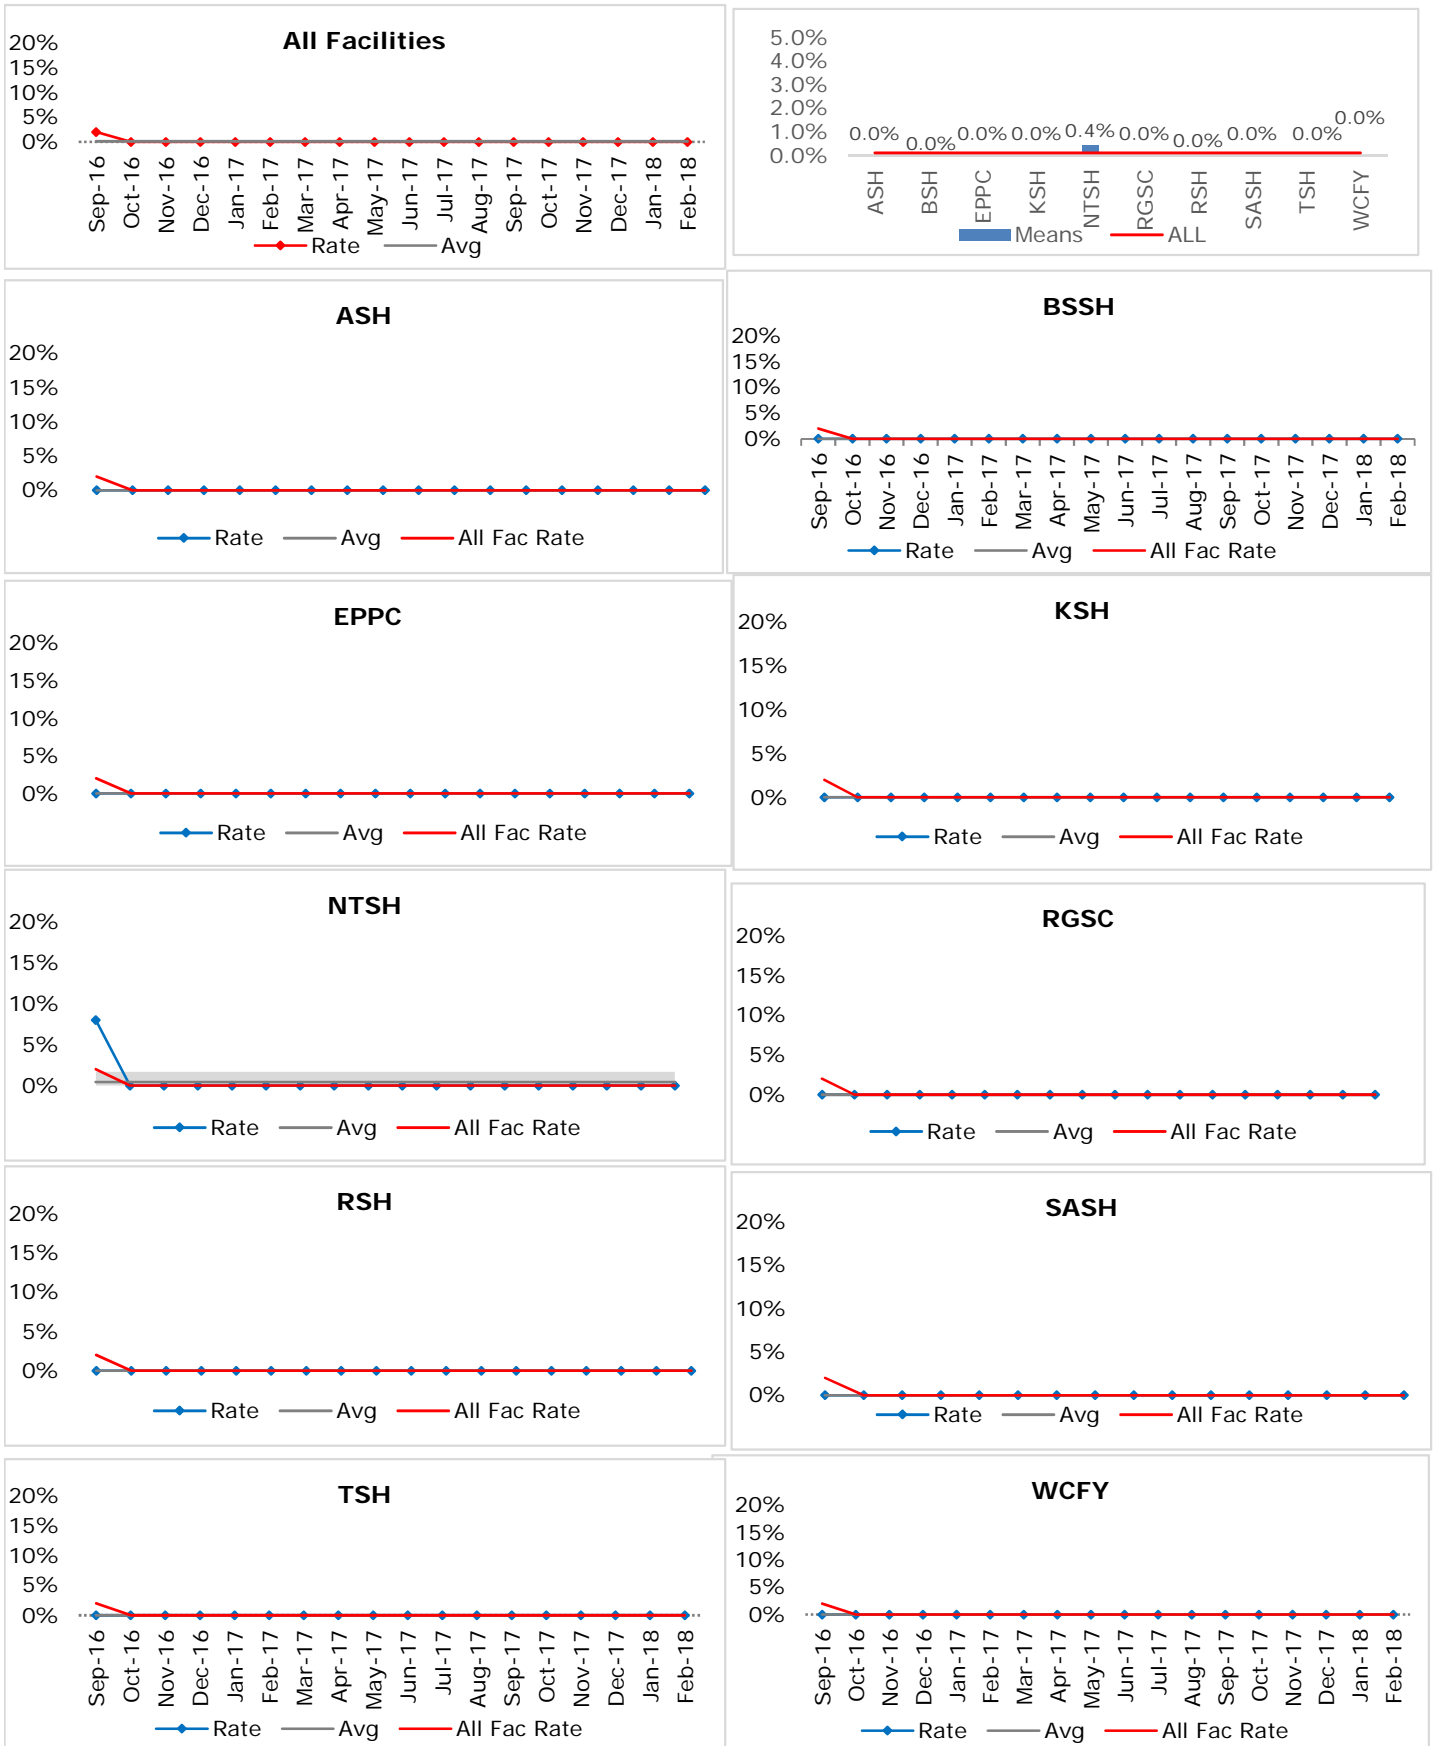 All Facilities
20%
15%
10%
5%
0%
Sep-16
Oct-16
Nov-16
Dec-16
Jan-17
Feb-17
Mar-17
Apr-17
May-17
Jun-17
Jul-17
Aug-17
Sep-17
Oct-17
Nov-17
Dec-17
Jan-18
Feb-18
Rate Avg
5.0%
4.0%
3.0%
2.0%
1.0%
0.0%
0.0% 0.0% 0.0% 0.0% 0.4% 0.0% 0.0% 0.0% 0.0% 0.0%
ASH
BSH
EPPC
KSH
NTSH
RGSC
RSH
SASH
TSH
WCFY
Means ALL
ASH
20%
15%
10%
5%
0%
Rate Avg All Fac Rate
BSSH
20%
15%
10%
5%
0%
Sep-16
Oct-16
Nov-16
Dec-16
Jan-17
Feb-17
Mar-17
Apr-17
May-17
Jun-17
Jul-17
Aug-17
Sep-17
Oct-17
Nov-17
Dec-17
Jan-18
Feb-18
Rate Avg All Fac Rate
EPPC
20%
15%
10%
5%
0%
Rate Avg All Fac Rate
KSH
20%
15%
10%
5%
0%
Rate Avg All Fac Rate
NTSH
20%
15%
10%
5%
0%
Rate Avg All Fac Rate
RGSC
20%
15%
10%
5%
0%
Rate Avg All Fac Rate
RSH
20%
15%
10%
5%
0%
Rate Avg All Fac Rate
SASH
20%
15%
10%
5%
0%
Rate Avg All Fac Rate
TSH
20%
15%
10%
5%
0%
Sep-16
Oct-16
Nov-16
Dec-16
Jan-17
Feb-17
Mar-17
Apr-17
May-17
Jun-17
Jul-17
Aug-17
Sep-17
Oct-17
Nov-17
Dec-17
Jan-18
Feb-18
Rate Avg All Fac Rate
WCFY
20%
15%
10%
5%
0%
Sep-16
Oct-16
Nov-16
Dec-16
Jan-17
Feb-17
Mar-17
Apr-17
May-17
Jun-17
Jul-17
Aug-17
Sep-17
Oct-17
Nov-17
Dec-17
Jan-18
Feb-18
Rate Avg All Fac Rate